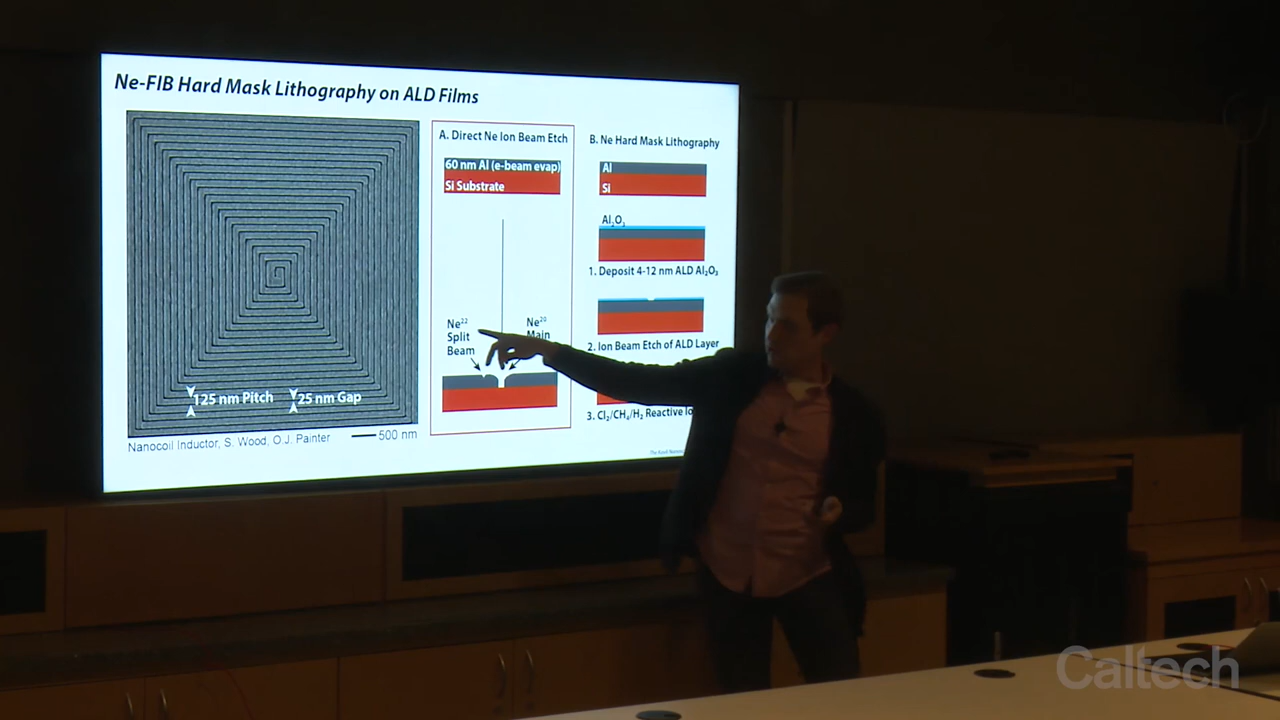 Ne-FIB Hard Mask Lithography on ALD Films
125 nm Pitch
25 nm Gap
Nanocoil Inductor, S. Wood, O.J. Painter
500 nm
A. Direct Ne Ion Beam Etch
60 nm Al (e-beam evap)
Si Substrate
Ne²²
Split
Beam
Ne²⁰
Main
B. Ne Hard Mask Lithography
Al
Si
Al₂O₃
1. Deposit 4-12 nm ALD Al₂O₃
2. Ion Beam Etch of ALD Layer
3. Cl₂/CH₄/H₂ Reactive
Caltech